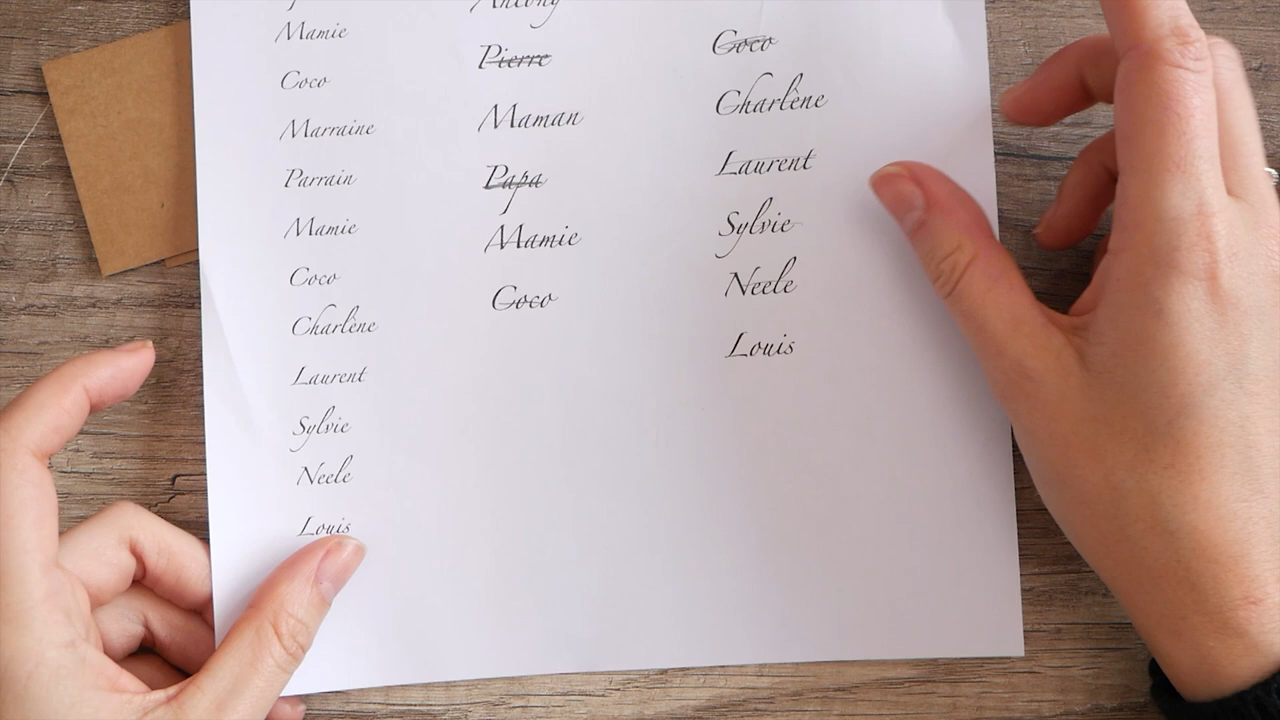 Mamie
Coco
Marraine
Parrain
Mamie
Coco
Charlène
Laurent
Sylvie
Neele
Louis
Antony
Pierre
Maman
Papa
Mamie
Coco
Coco
Charlène
Laurent
Sylvie
Neele
Louis